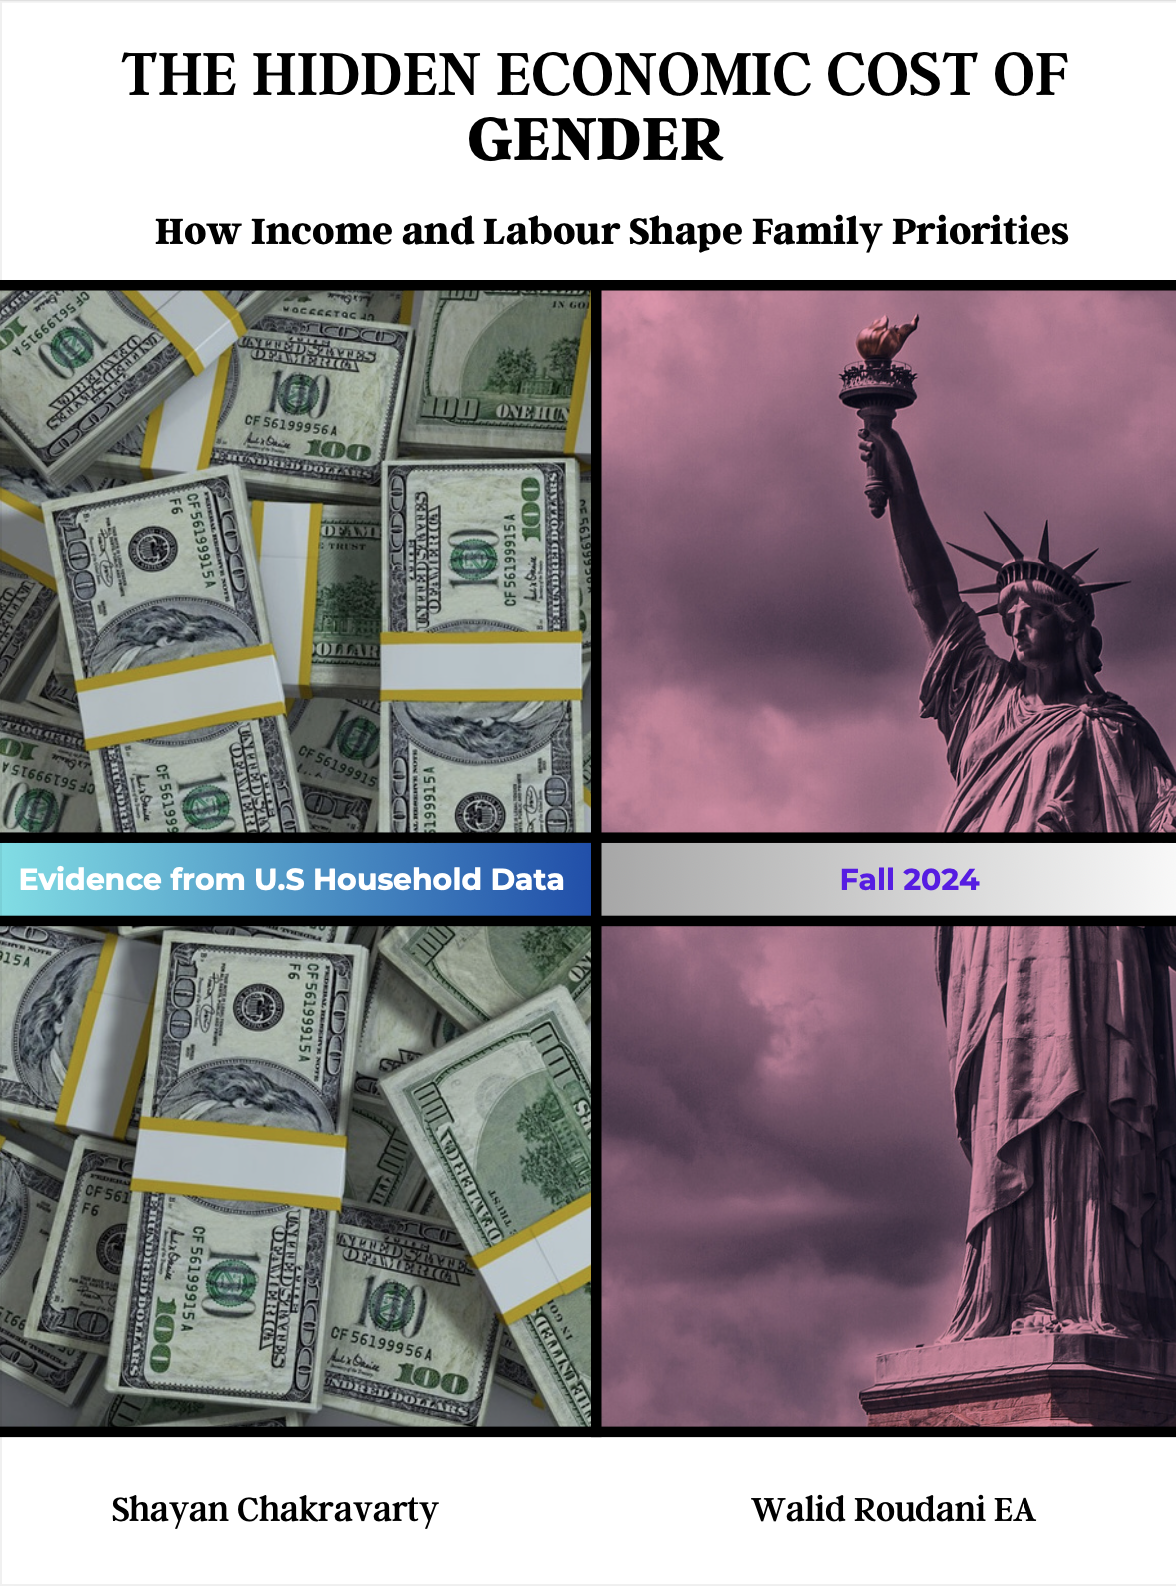 THE HIDDEN ECONOMIC COST OF
GENDER
How Income and Labour Shape Family Priorities
Evidence from U.S Household Data
Fall 2024
Shayan Chakravarty
Walid Roudani EA